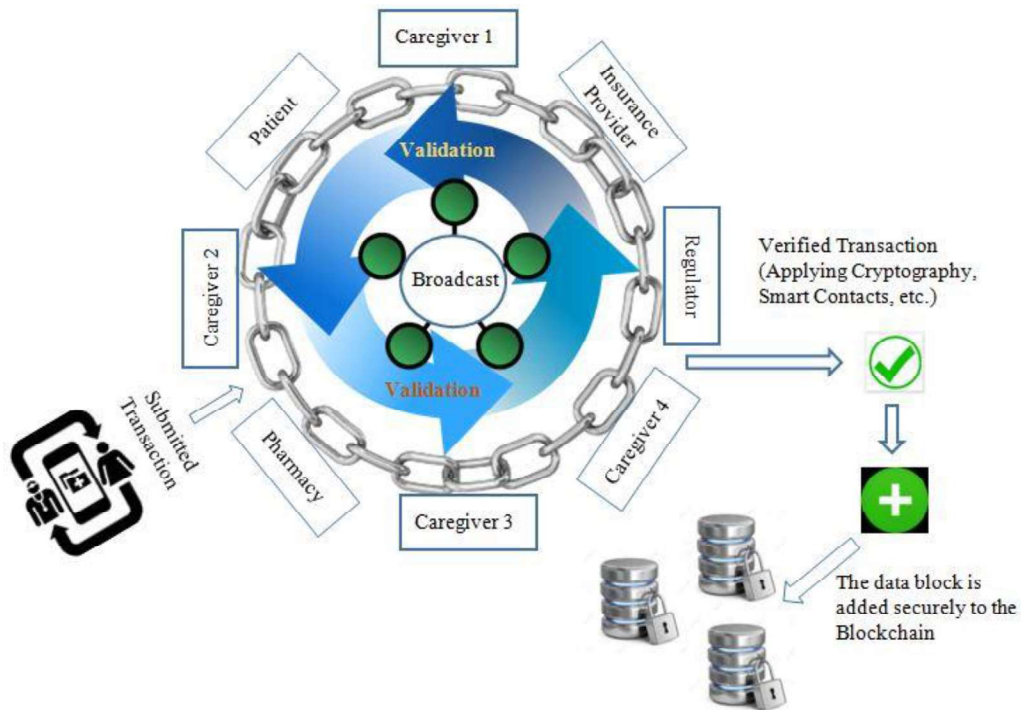 Caregiver 1
Patient
Insurance
Provider
Validation
Caregiver 2
Broadcast
Regulator
Verified Transaction
(Applying Cryptography,
Smart Contacts, etc.)
Validation
Submitted
Transaction
Pharmacy
Caregiver 3
Caregiver 4
The data block is
added securely to the
Blockchain